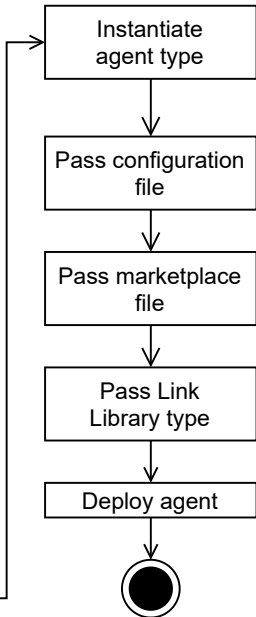 Instantiate
agent type
Pass configuration
file
Pass marketplace
file
Pass Link
Library type
Deploy agent